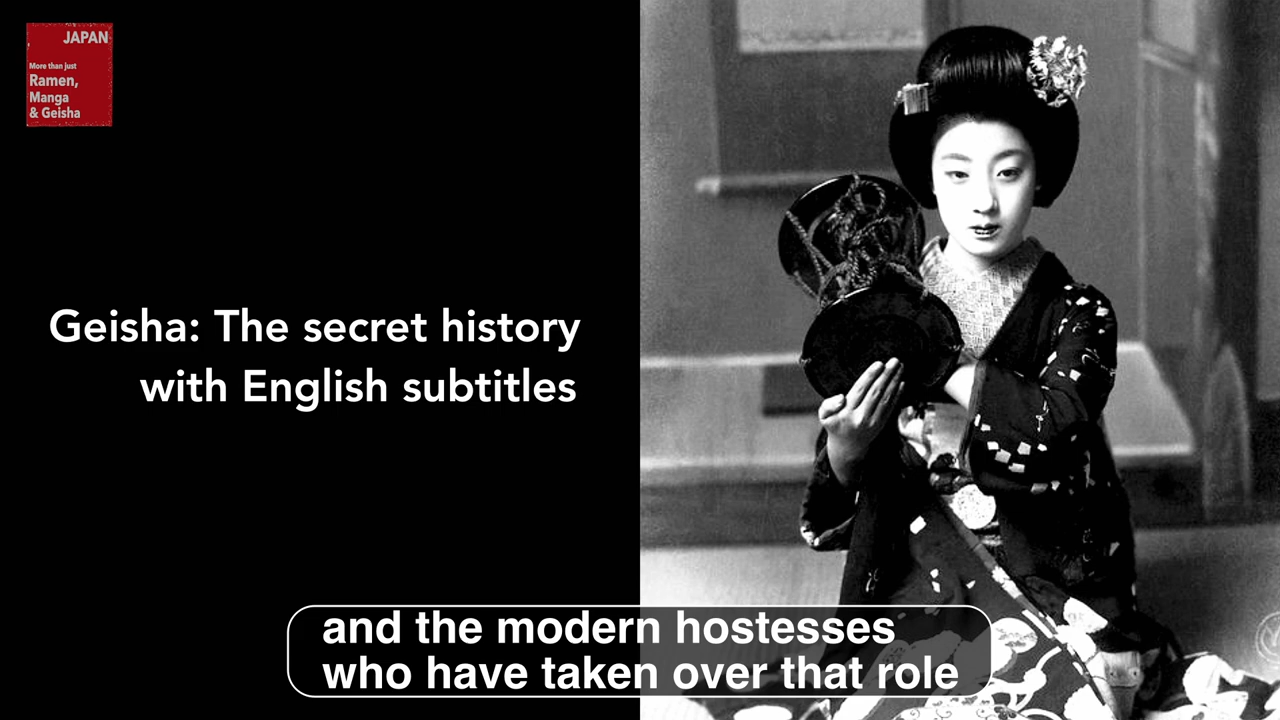 JAPAN
More than just
Ramen,
Manga
& Geisha
Geisha: The secret history
with English subtitles
and the modern hostesses
who have taken over that role